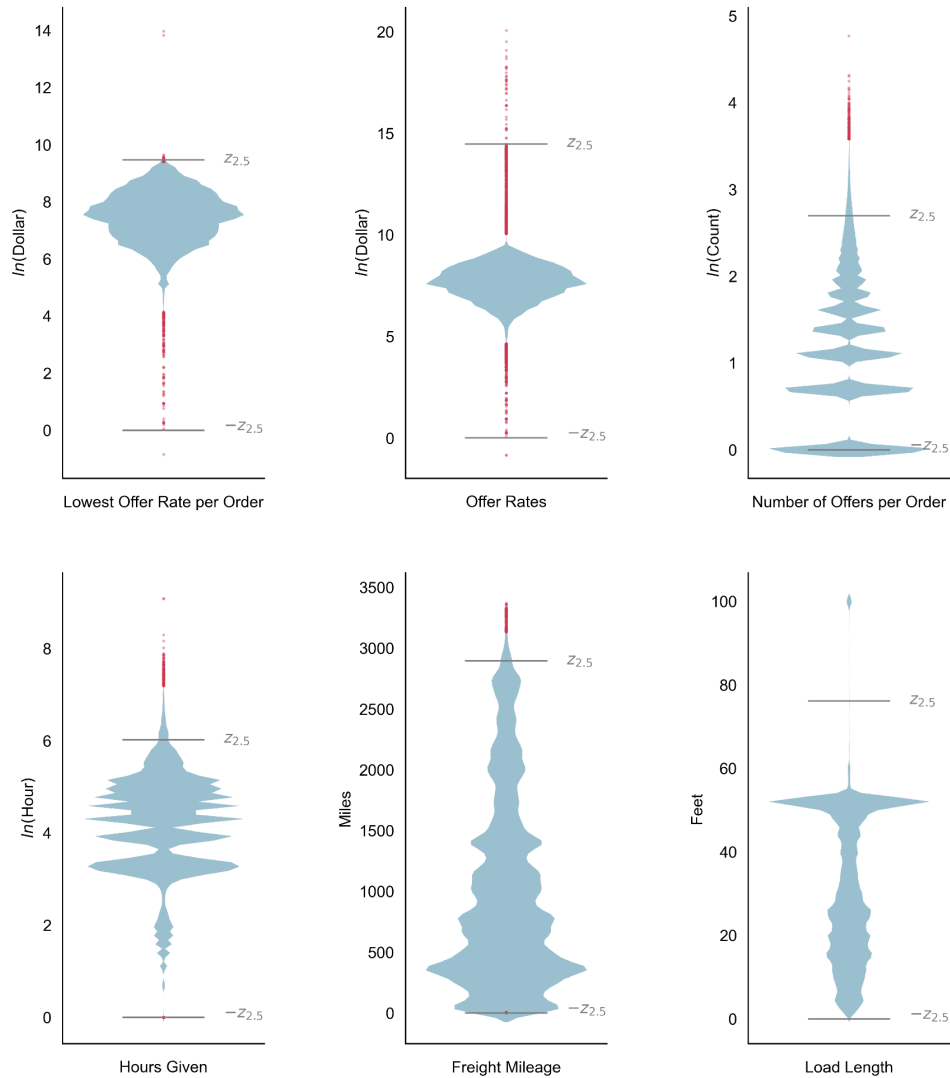 14
12
10
8
6
4
2
0
ln(Dollar)
z2.5
−z2.5
Lowest Offer Rate per Order
20
15
10
5
0
ln(Dollar)
z2.5
−z2.5
Offer Rates
5
4
3
2
1
0
ln(Count)
z2.5
−z2.5
Number of Offers per Order
8
6
4
2
0
ln(Hour)
z2.5
−z2.5
Hours Given
3500
3000
2500
2000
1500
1000
500
0
Miles
z2.5
−z2.5
Freight Mileage
100
80
60
40
20
0
Feet
z2.5
−z2.5
Load Length